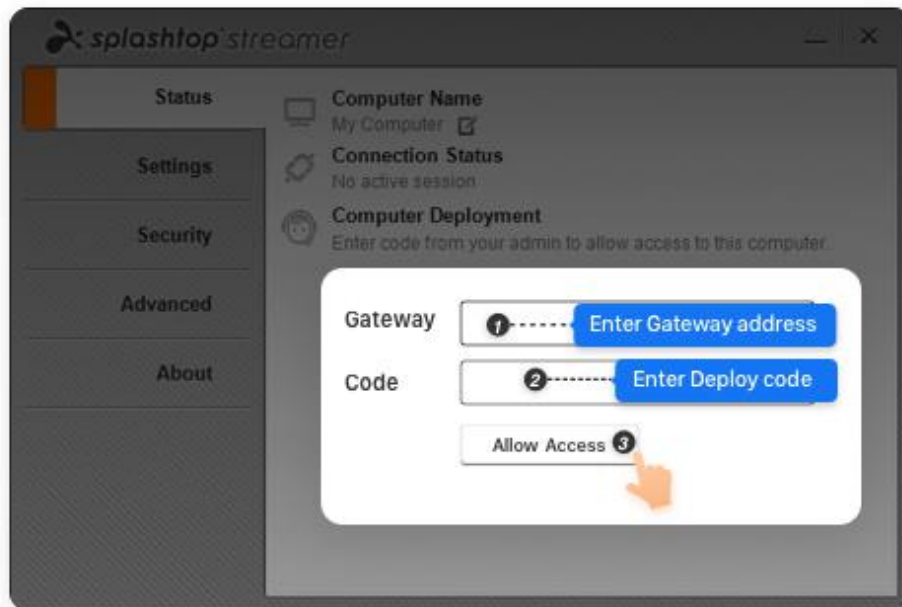 splashtop streamer
Status
Computer Name
My Computer
Settings
Connection Status
No active session
Security
Computer Deployment
Enter code from your admin to allow access to this computer.
Advanced
Gateway
1
Enter Gateway address
About
Code
2
Enter Deploy code
Allow Access 3